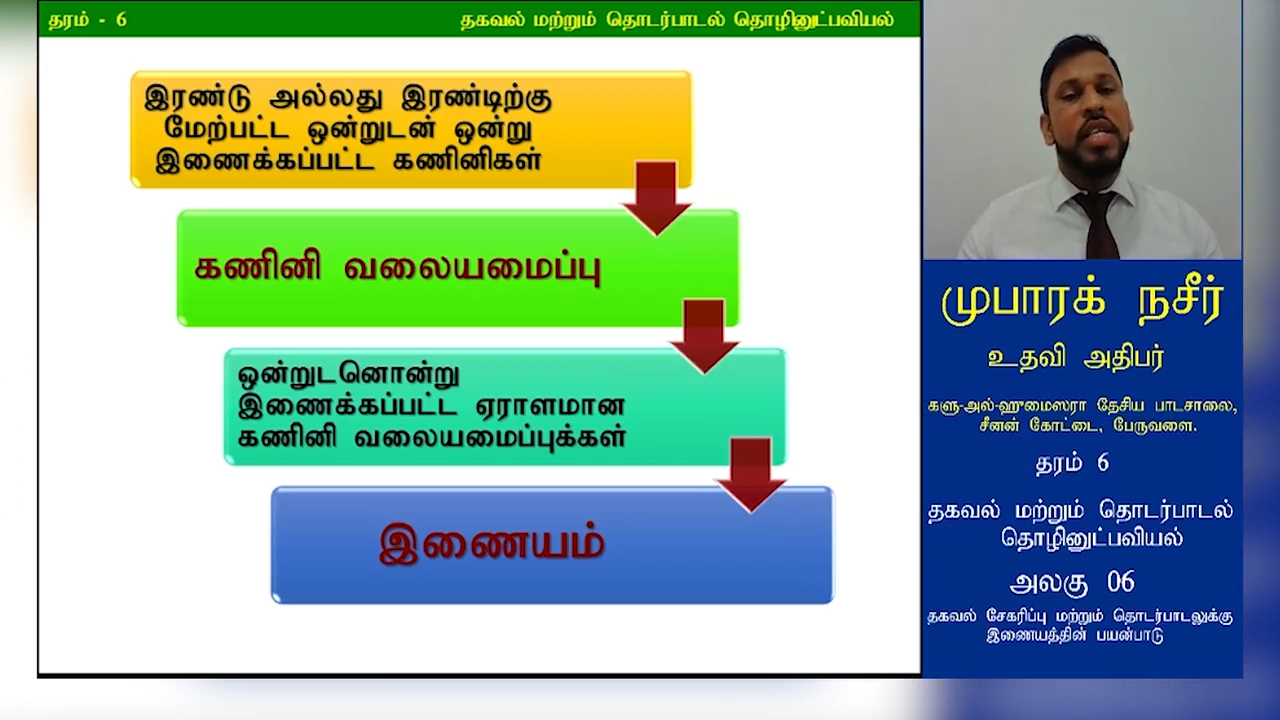 தரம் - 6
தகவல் மற்றும் தொடர்பாடல் தொழினுட்பவியல்
இரண்டு அல்லது இரண்டிற்கு
மேற்பட்ட ஒன்றுடன் ஒன்று
இணைக்கப்பட்ட கணினிகள்
கணினி வலையமைப்பு
ஒன்றுடனொன்று
இணைக்கப்பட்ட ஏராளமான
கணினி வலையமைப்புக்கள்
இணையம்
முபாரக் நசீர்
உதவி அதிபர்
களு-அல்-ஹுமைஸரா தேசிய பாடசாலை,
சீனன் கோட்டை, பேருவளை.
தரம் 6
தகவல் மற்றும் தொடர்பாடல்
தொழினுட்பவியல்
அலகு 06
தகவல் சேகரிப்பு மற்றும் தொடர்பாடலுக்கு
இணையத்தின் பயன்பாடு